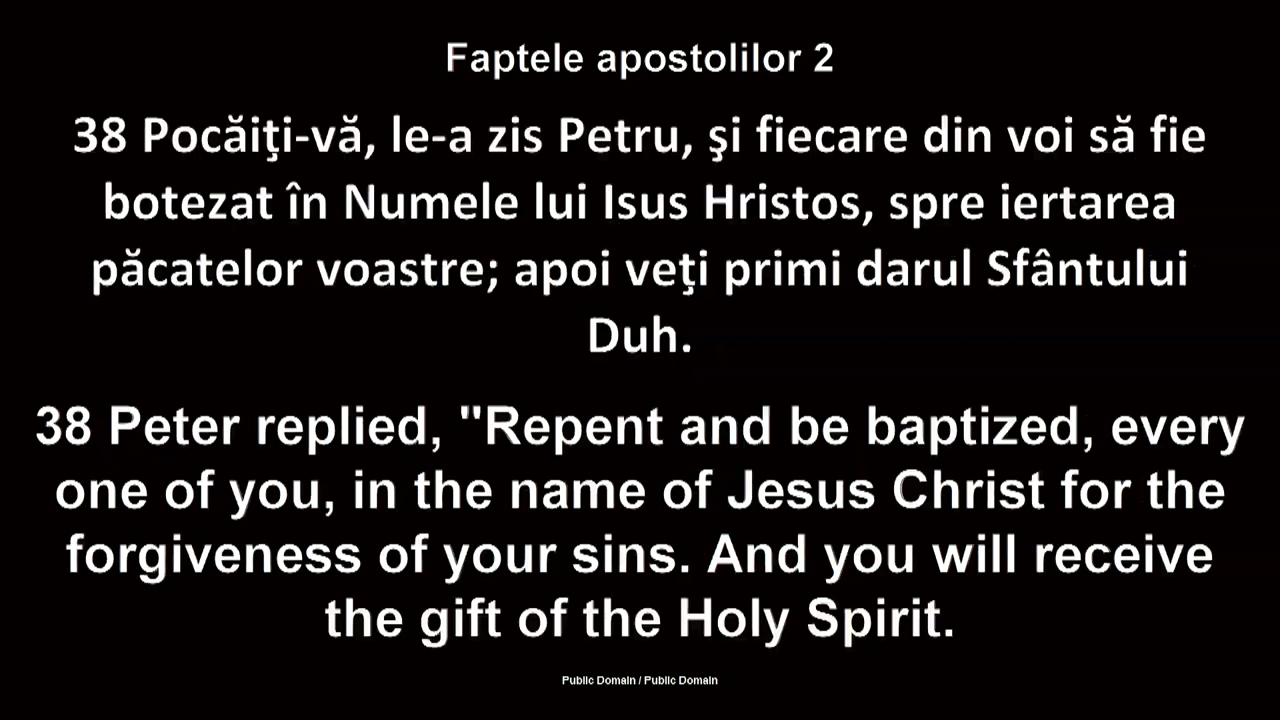 Faptele apostolilor 2
38 Pocăiţi-vă, le-a zis Petru, şi fiecare din voi să fie
botezat în Numele lui Isus Hristos, spre iertarea
păcatelor voastre; apoi veţi primi darul Sfântului
Duh.
38 Peter replied, "Repent and be baptized, every
one of you, in the name of Jesus Christ for the
forgiveness of your sins. And you will receive
the gift of the Holy Spirit.
Public Domain / Public Domain